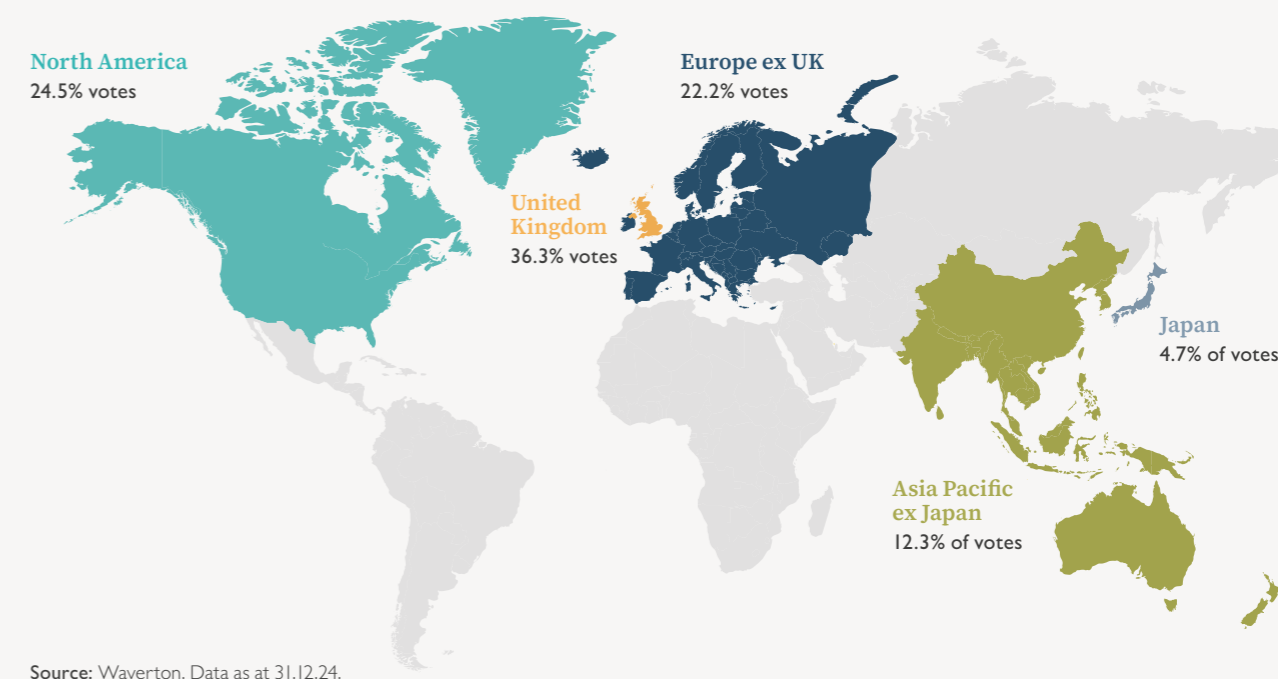 North America
24.5% votes
Europe ex UK
22.2% votes
United
Kingdom
36.3% votes
Japan
4.7% of votes
Asia Pacific
ex Japan
12.3% of votes
Source: Waverton. Data as at 31.12.24.